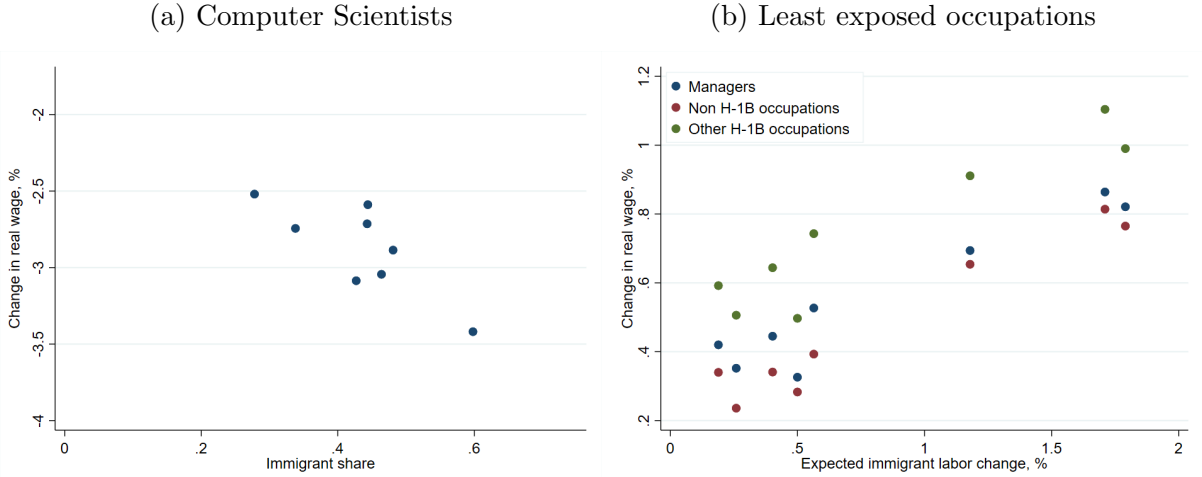 (a) Computer Scientists
-2
-2.5
-3
-3.5
-4
Change in real wage, %
0 .2 .4 .6
Immigrant share
(b) Least exposed occupations
Managers
Non H-1B occupations
Other H-1B occupations
1.2
1
.8
.6
.4
.2
Change in real wage, %
0 .5 1 1.5 2
Expected immigrant labor change, %